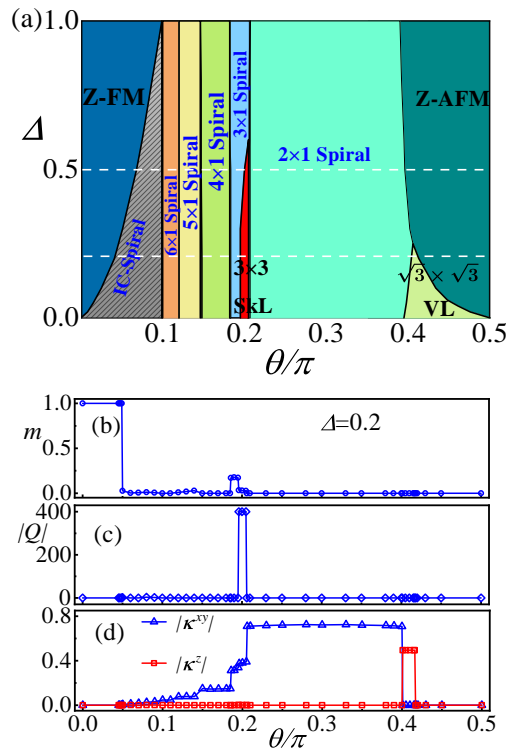 (a)
1.0
0.5
0.0
Δ
Z-FM
IC-Spiral
6×1 Spiral
5×1 Spiral
4×1 Spiral
3×1 Spiral
3×3
SkL
2×1 Spiral
Z-AFM
√3 × √3
VL
0.0 0.1 0.2 0.3 0.4 0.5
θ/π
1.0
m
0.0
(b)
Δ=0.2
400
|Q|
200
0
(c)
0.8
0.4
0.0
(d)
|κ^xy|
|κ^z|
0.0 0.1 0.2 0.3 0.4 0.5
θ/π